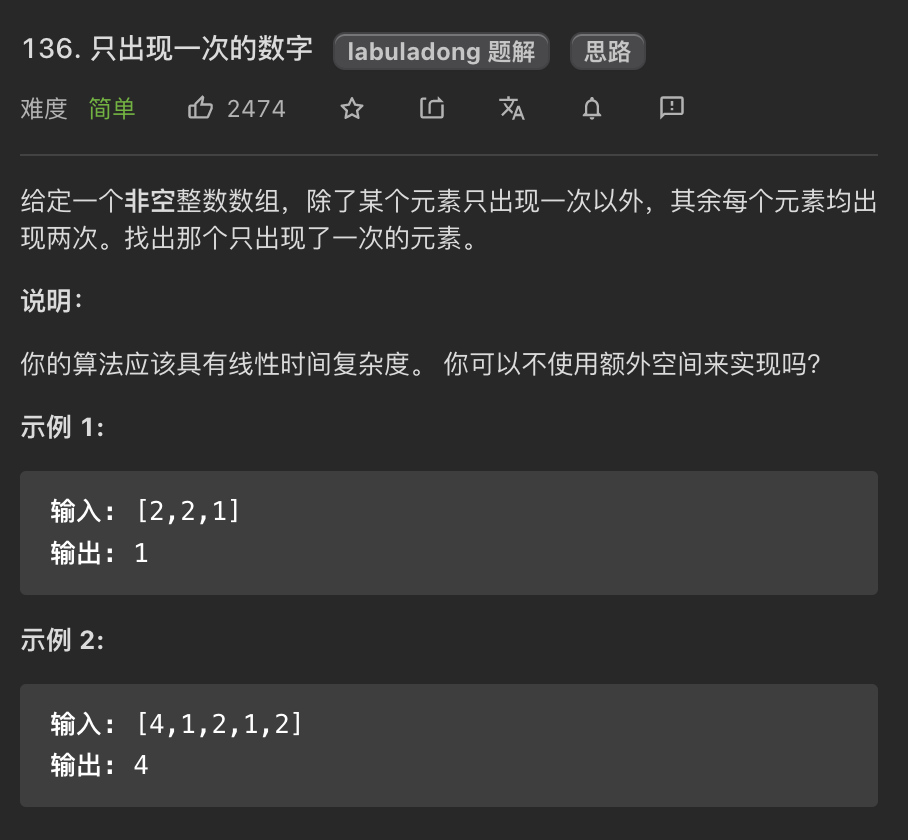 136. 只出现一次的数字 labuladong 题解 思路
难度 简单 2474
给定一个非空整数数组，除了某个元素只出现一次以外，其余每个元素均出
现两次。找出那个只出现了一次的元素。
说明：
你的算法应该具有线性时间复杂度。 你可以不使用额外空间来实现吗？
示例 1:
输入: [2,2,1]
输出: 1
示例 2:
输入: [4,1,2,1,2]
输出: 4